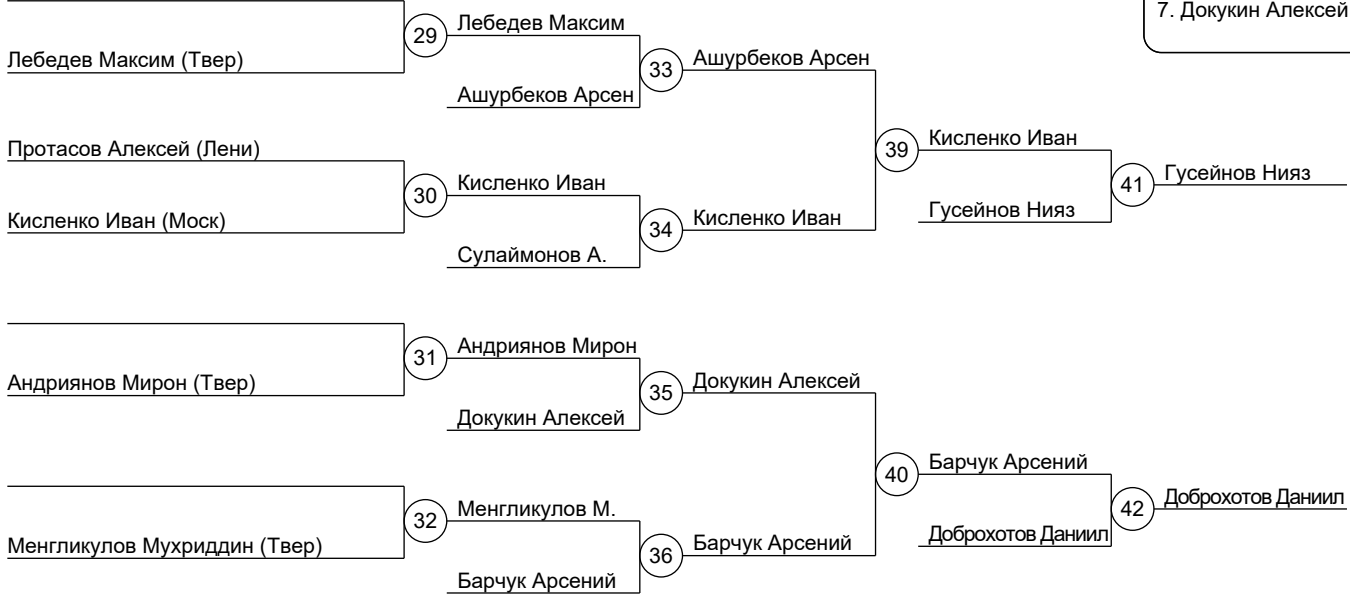 7. Докукин Алексей
29
Лебедев Максим
Лебедев Максим (Твер)
33
Ашурбеков Арсен
Ашурбеков Арсен
Протасов Алексей (Лени)
39
Кисленко Иван
30
Кисленко Иван
41
Гусейнов Нияз
Кисленко Иван (Моск)
34
Кисленко Иван
Гусейнов Нияз
Сулаймонов А.
31
Андриянов Мирон
Андриянов Мирон (Твер)
35
Докукин Алексей
Докукин Алексей
40
Барчук Арсений
32
Менгликулов М.
42
Доброхотов Даниил
Менгликулов Мухриддин (Твер)
36
Барчук Арсений
Доброхотов Даниил
Барчук Арсений